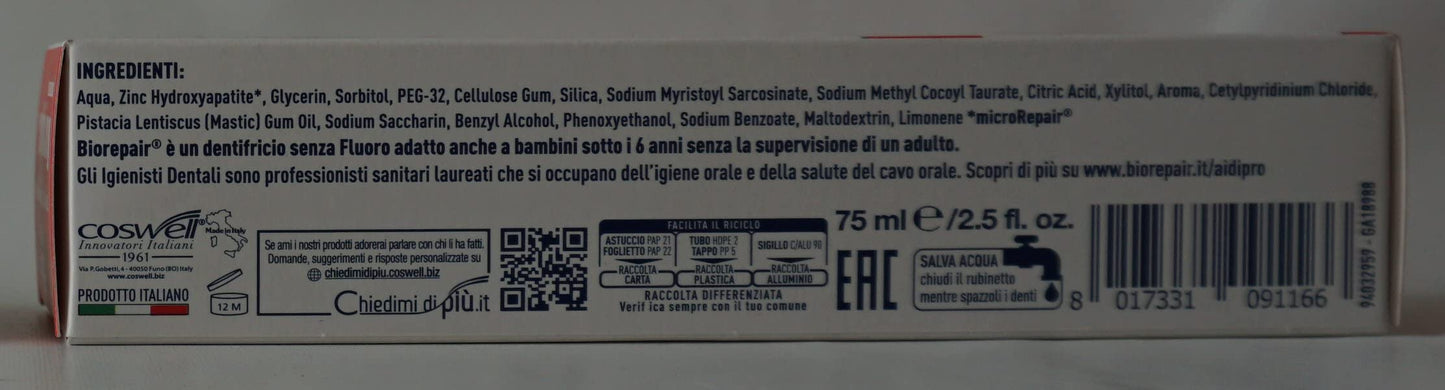 INGREDIENTI:
Aqua, Zinc Hydroxyapatite*, Glycerin, Sorbitol, PEG-32, Cellulose Gum, Silica, Sodium Myristoyl Sarcosinate, Sodium Methyl Cocoyl Taurate, Citric Acid, Xylitol, Aroma, Cetylpyridinium Chloride,
Pistacia Lentiscus (Mastic) Gum Oil, Sodium Saccharin, Benzyl Alcohol, Phenoxyethanol, Sodium Benzoate, Maltodextrin, Limonene *microRepair®
Biorepair® è un dentifricio senza Fluoro adatto anche a bambini sotto i 6 anni senza la supervisione di un adulto.
Gli Igienisti Dentali sono professionisti sanitari laureati che si occupano dell'igiene orale e della salute del cavo orale. Scopri di più su www.biorepair.it/aidipro
COSWELL
Innovatori Italiani
1961
Via P.Gobetti, 4 - 40050 Funo(BO) Italy
www.coswell.biz
PRODOTTO ITALIANO
Made in Italy
12 M
Se ami i nostri prodotti adorerai parlare con chi li ha fatti.
Domande, suggerimenti e risposte personalizzate su
chiedimidipiu.coswell.biz
Chiedimi di più.it
FACILITA IL RICICLO
ASTUCCIO PAP 21
FOGLIETTO PAP 22
RACCOLTA
CARTA
TUBO HDPE 2
TAPPO PP 5
RACCOLTA
PLASTICA
SIGILLO C/ALU 90
RACCOLTA
ALLUMINIO
RACCOLTA DIFFERENZIATA
Verif ica sempre con il tuo comune
75 ml ℮/2.5 fl. oz.
EAC
SALVA ACQUA
chiudi il rubinetto
mentre spazzoli i denti
8 017331 091166
94832959 - GA18988